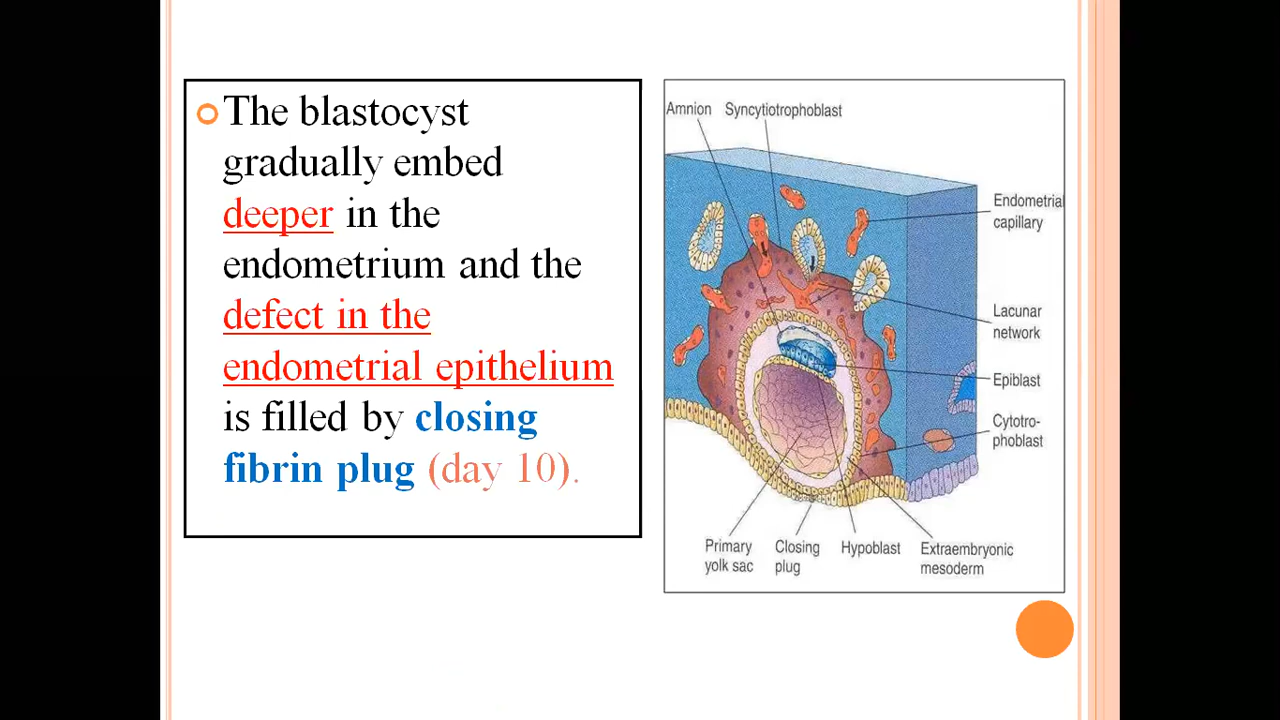 The blastocyst
gradually embed
deeper in the
endometrium and the
defect in the
endometrial epithelium
is filled by closing
fibrin plug (day 10).
Amnion
Syncytiotrophoblast
Endometrial
capillary
Lacunar
network
Epiblast
Cytotro-
phoblast
Primary
yolk sac
Closing
plug
Hypoblast
Extraembryonic
mesoderm